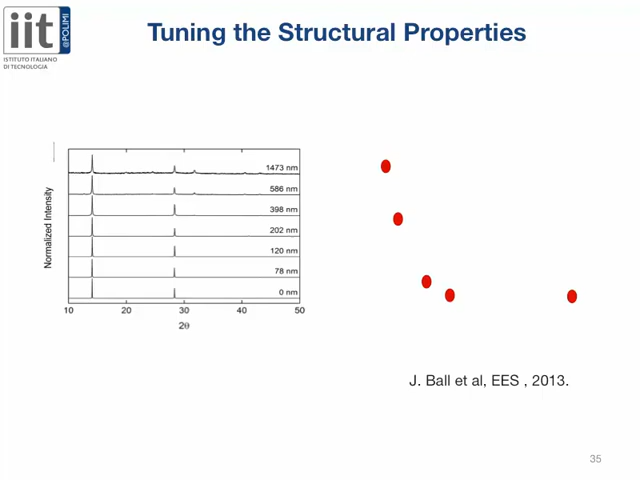 Tuning the Structural Properties
iit
@POLIMI
ISTITUTO ITALIANO
DI TECNOLOGIA
Normalized Intensity
1473 nm
586 nm
398 nm
202 nm
120 nm
78 nm
0 nm
10 20 30 40 50
2θ
J. Ball et al, EES , 2013.
35